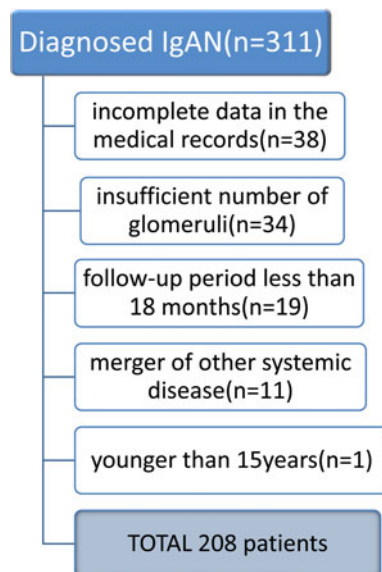 Diagnosed IgAN(n=311)
incomplete data in the
medical records(n=38)
insufficient number of
glomeruli(n=34)
follow-up period less than
18 months(n=19)
merger of other systemic
disease(n=11)
younger than 15years(n=1)
TOTAL 208 patients